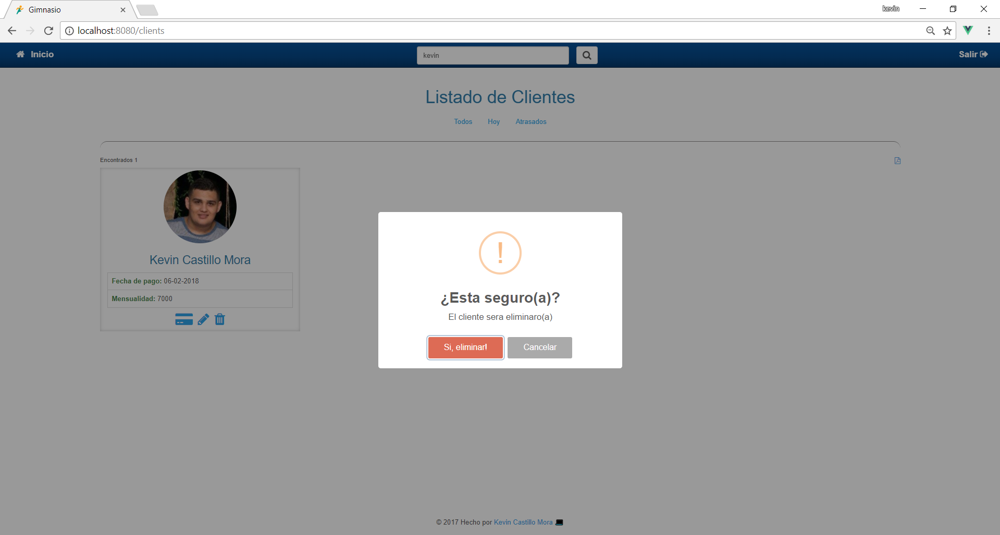 Gimnasio
kevin
localhost:8080/clients
Inicio
kevin
Salir
Listado de Clientes
Todos Hoy Atrasados
Encontrados 1
Kevin Castillo Mora
Fecha de pago: 06-02-2018
Mensualidad: 7000
!
¿Esta seguro(a)?
El cliente sera eliminaro(a)
Si, eliminar! Cancelar
© 2017 Hecho por Kevin Castillo Mora